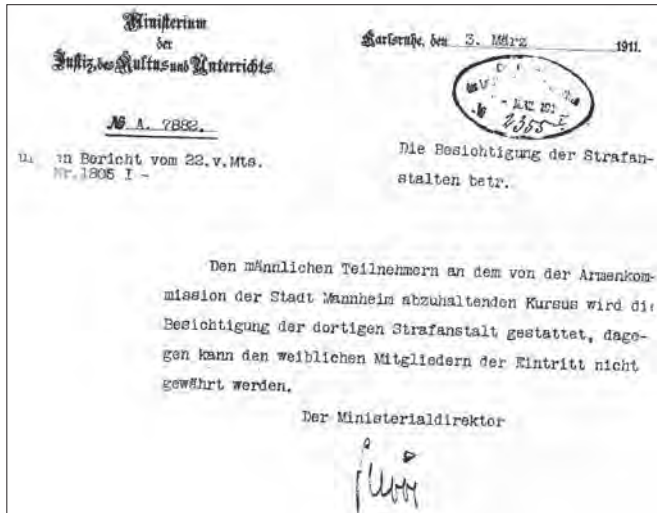 Ministerium
der
Justiz, des Kultus und Unterrichts.
№ A. 7882.
Bericht vom 22.v.Mts.
Nr.1805 I -
Karlsruhe, den 3. März 1911.
№ 2355 I
Die Besichtigung der Strafan-
stalten betr.
Den männlichen Teilnehmern an dem von der Armenkom-
mission der Stadt Mannheim abzuhaltenden Kursus wird die
Besichtigung der dortigen Strafanstalt gestattet, dage-
gen kann den weiblichen Mitgliedern der Eintritt nicht
gewährt werden.
Der Ministerialdirektor